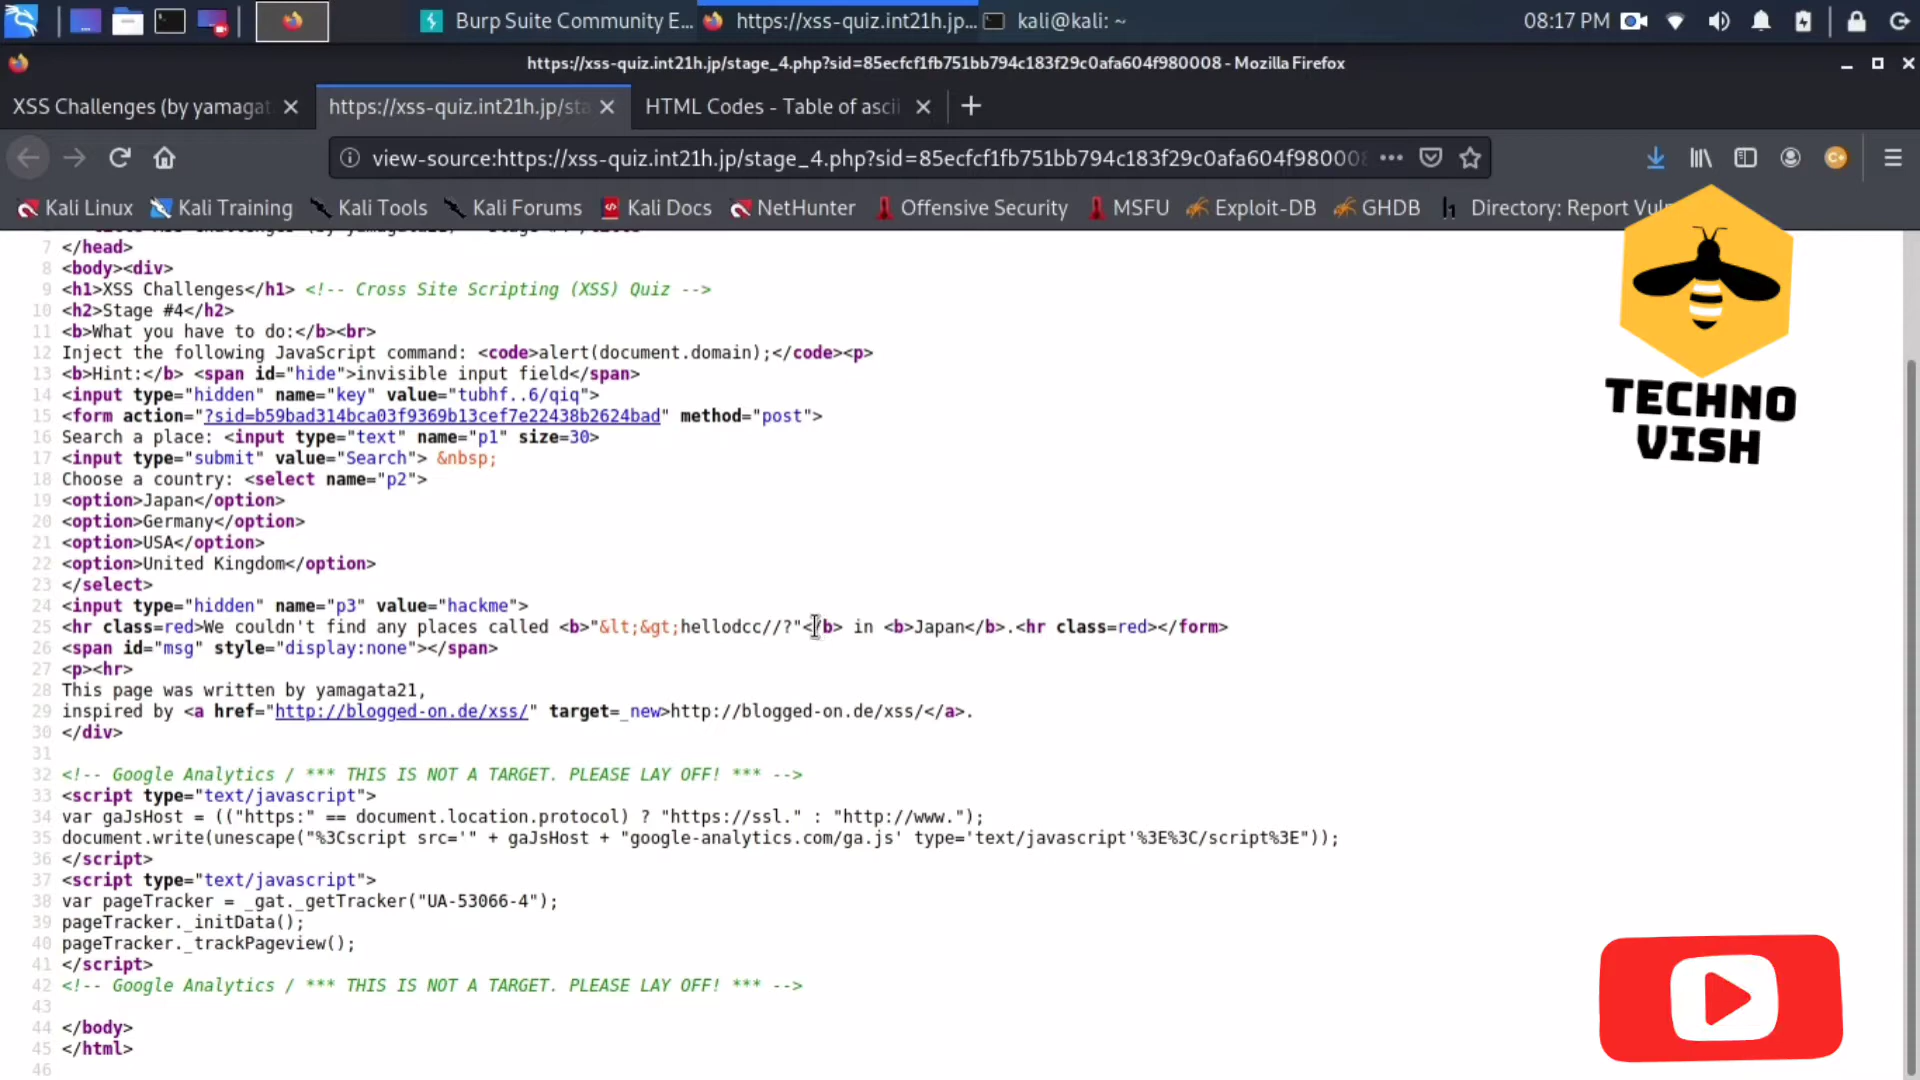 Burp Suite Community E...
https://xss-quiz.int21h.jp...
kali@kali: ~
08:17 PM
https://xss-quiz.int21h.jp/stage_4.php?sid=85ecfcf1fb751bb794c183f29c0afa604f980008 - Mozilla Firefox
XSS Challenges (by yamagat
https://xss-quiz.int21h.jp/sta
HTML Codes - Table of ascii
view-source:https://xss-quiz.int21h.jp/stage_4.php?sid=85ecfcf1fb751bb794c183f29c0afa604f980008
Kali Linux
Kali Training
Kali Tools
Kali Forums
Kali Docs
NetHunter
Offensive Security
MSFU
Exploit-DB
GHDB
Directory: Report Vuln
7 </head>
8 <body><div>
9 <h1>XSS Challenges</h1> <!-- Cross Site Scripting (XSS) Quiz -->
10 <h2>Stage #4</h2>
11 <b>What you have to do:</b><br>
12 Inject the following JavaScript command: <code>alert(document.domain);</code><p>
13 <b>Hint:</b> <span id="hide">invisible input field</span>
14 <input type="hidden" name="key" value="tubhf..6/qiq">
15 <form action="?sid=b59bad314bca03f9369b13cef7e22438b2624bad" method="post">
16 Search a place: <input type="text" name="p1" size=30>
17 <input type="submit" value="Search"> &nbsp;
18 Choose a country: <select name="p2">
19 <option>Japan</option>
20 <option>Germany</option>
21 <option>USA</option>
22 <option>United Kingdom</option>
23 </select>
24 <input type="hidden" name="p3" value="hackme">
25 <hr class=red>We couldn't find any places called <b>"&lt;&gt;hellodcc//?"</b> in <b>Japan</b>.<hr class=red></form>
26 <span id="msg" style="display:none"></span>
27 <p><hr>
28 This page was written by yamagata21,
29 inspired by <a href="http://blogged-on.de/xss/" target=_new>http://blogged-on.de/xss/</a>.
30 </div>
31
32 <!-- Google Analytics / *** THIS IS NOT A TARGET. PLEASE LAY OFF! *** -->
33 <script type="text/javascript">
34 var gaJsHost = (("https:" == document.location.protocol) ? "https://ssl." : "http://www.");
35 document.write(unescape("%3Cscript src='" + gaJsHost + "google-analytics.com/ga.js' type='text/javascript'%3E%3C/script%3E"));
36 </script>
37 <script type="text/javascript">
38 var pageTracker = _gat._getTracker("UA-53066-4");
39 pageTracker._initData();
40 pageTracker._trackPageview();
41 </script>
42 <!-- Google Analytics / *** THIS IS NOT A TARGET. PLEASE LAY OFF! *** -->
43
44 </body>
45 </html>
46
TECHNO
VISH